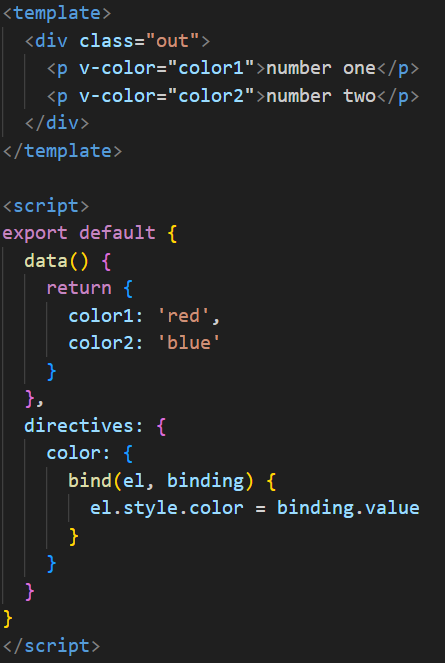 <template>
  <div class="out">
    <p v-color="color1">number one</p>
    <p v-color="color2">number two</p>
  </div>
</template>

<script>
export default {
  data() {
    return {
      color1: 'red',
      color2: 'blue'
    }
  },
  directives: {
    color: {
      bind(el, binding) {
        el.style.color = binding.value
      }
    }
  }
}
</script>